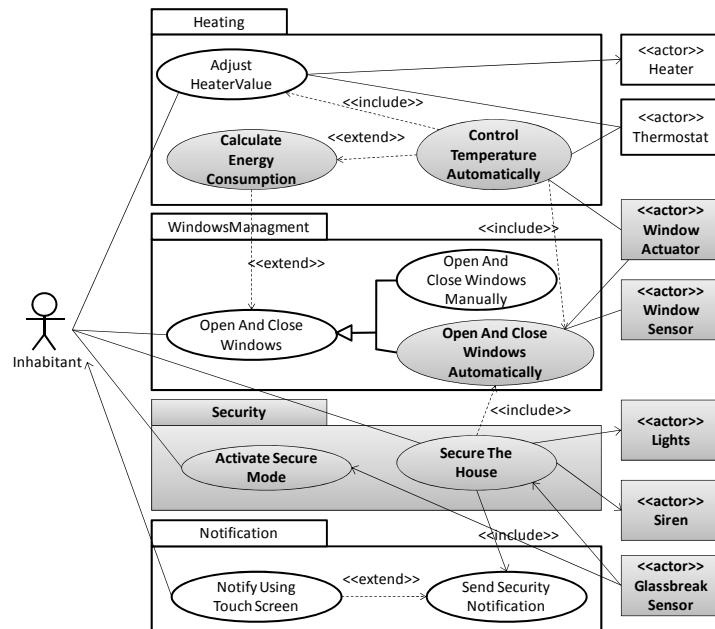 Heating
Adjust
HeaterValue
<<include>>
<<extend>>
Calculate
Energy
Consumption
Control
Temperature
Automatically
<<actor>>
Heater
<<actor>>
Thermostat
WindowsManagment
<<include>>
<<extend>>
Open And
Close Windows
Manually
Open And Close
Windows
Open And Close
Windows
Automatically
<<actor>>
Window
Actuator
<<actor>>
Window
Sensor
Inhabitant
Security
<<include>>
Activate Secure
Mode
Secure The
House
<<actor>>
Lights
<<actor>>
Siren
Notification
<<include>>
Notify Using
Touch Screen
<<extend>>
Send Security
Notification
<<actor>>
Glassbreak
Sensor